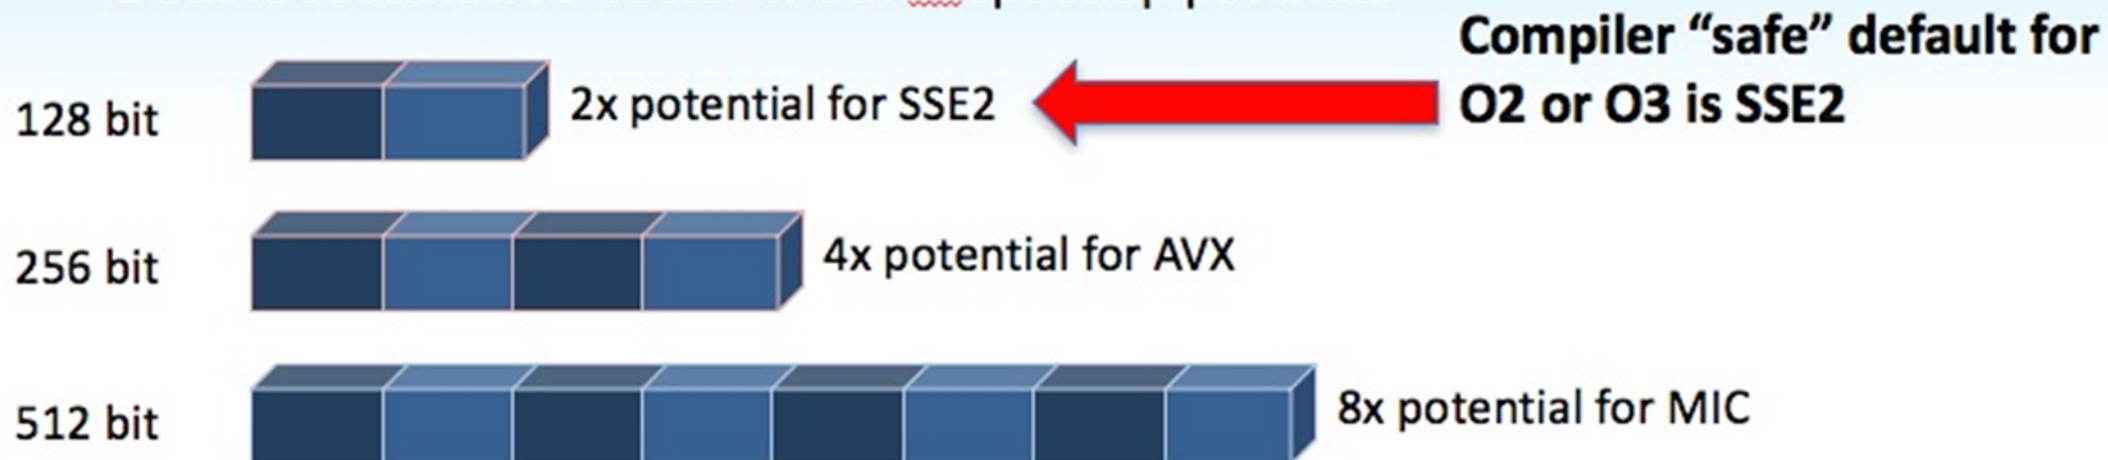 Compiler “safe” default for
O2 or O3 is SSE2
128 bit
2x potential for SSE2
256 bit
4x potential for AVX
512 bit
8x potential for MIC